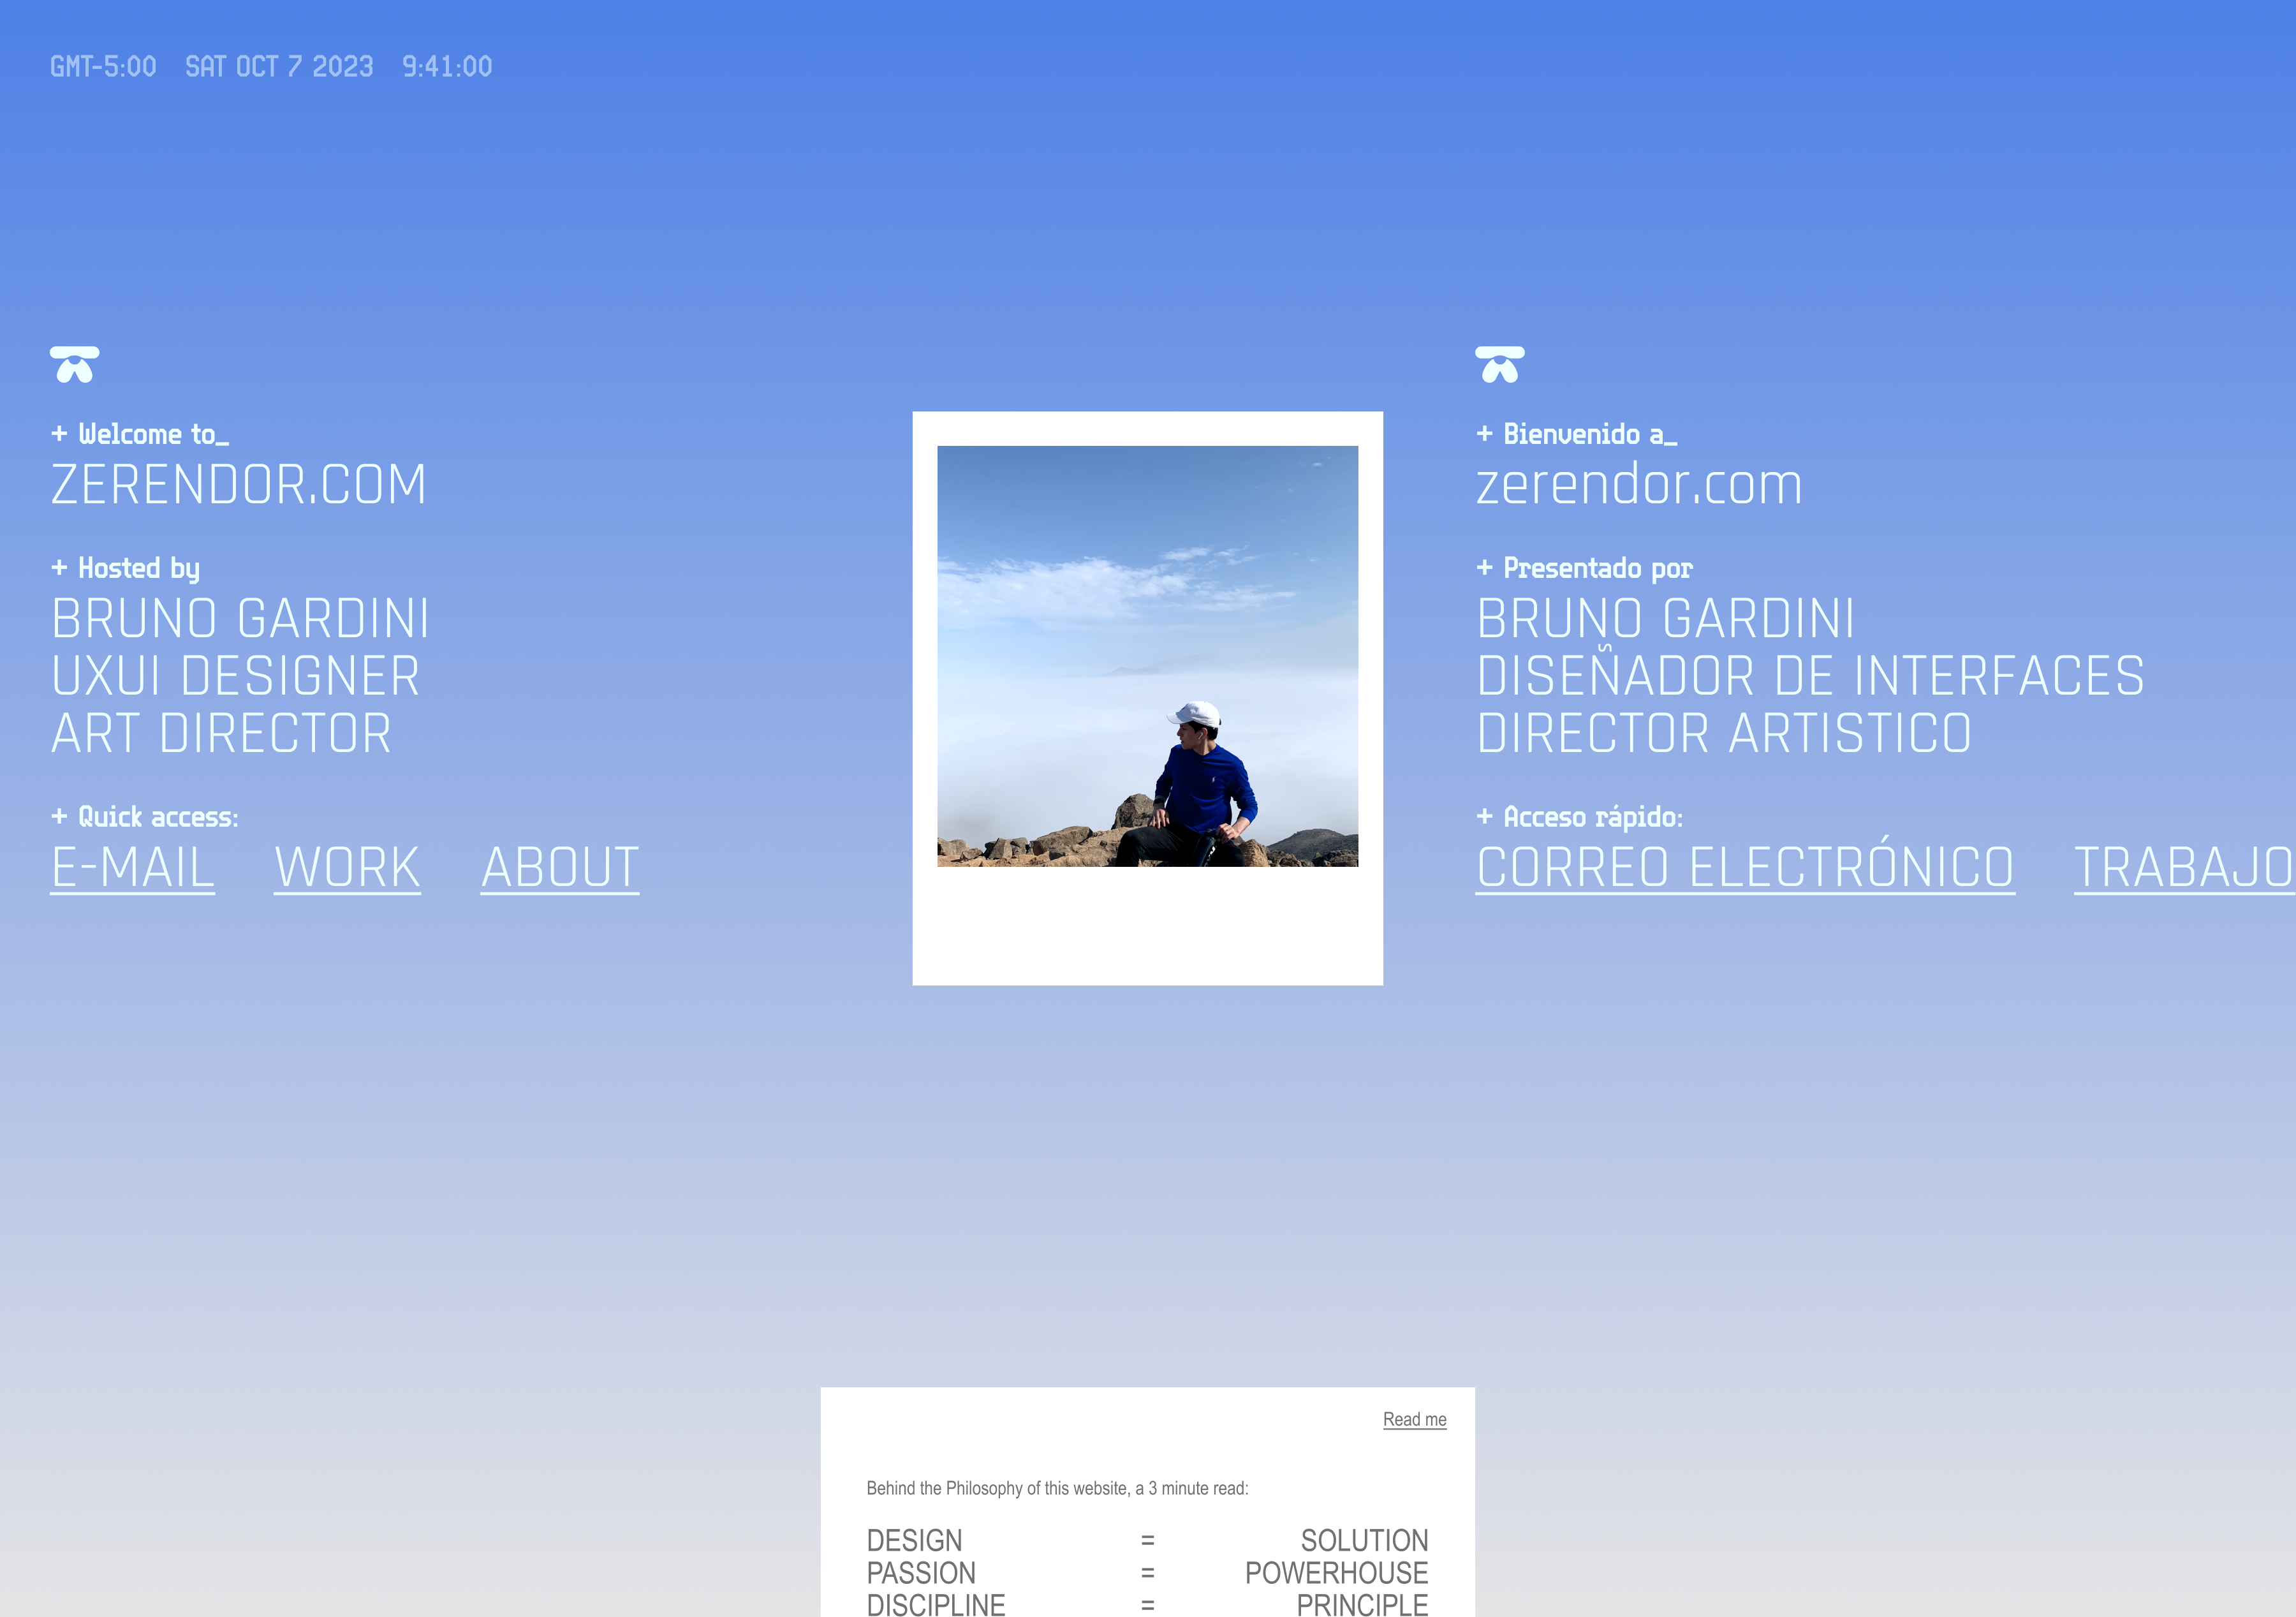 GMT-5:00 SAT OCT 7 2023 9:41:00
+ Welcome to_
ZERENDOR.COM
+ Hosted by
BRUNO GARDINI
UXUI DESIGNER
ART DIRECTOR
+ Quick access:
E-MAIL WORK ABOUT
+ Bienvenido a_
zerendor.com
+ Presentado por
BRUNO GARDINI
DISEÑADOR DE INTERFACES
DIRECTOR ARTISTICO
+ Acceso rápido:
CORREO ELECTRÓNICO TRABAJO
Read me
Behind the Philosophy of this website, a 3 minute read:
DESIGN = SOLUTION
PASSION = POWERHOUSE
DISCIPLINE = PRINCIPLE